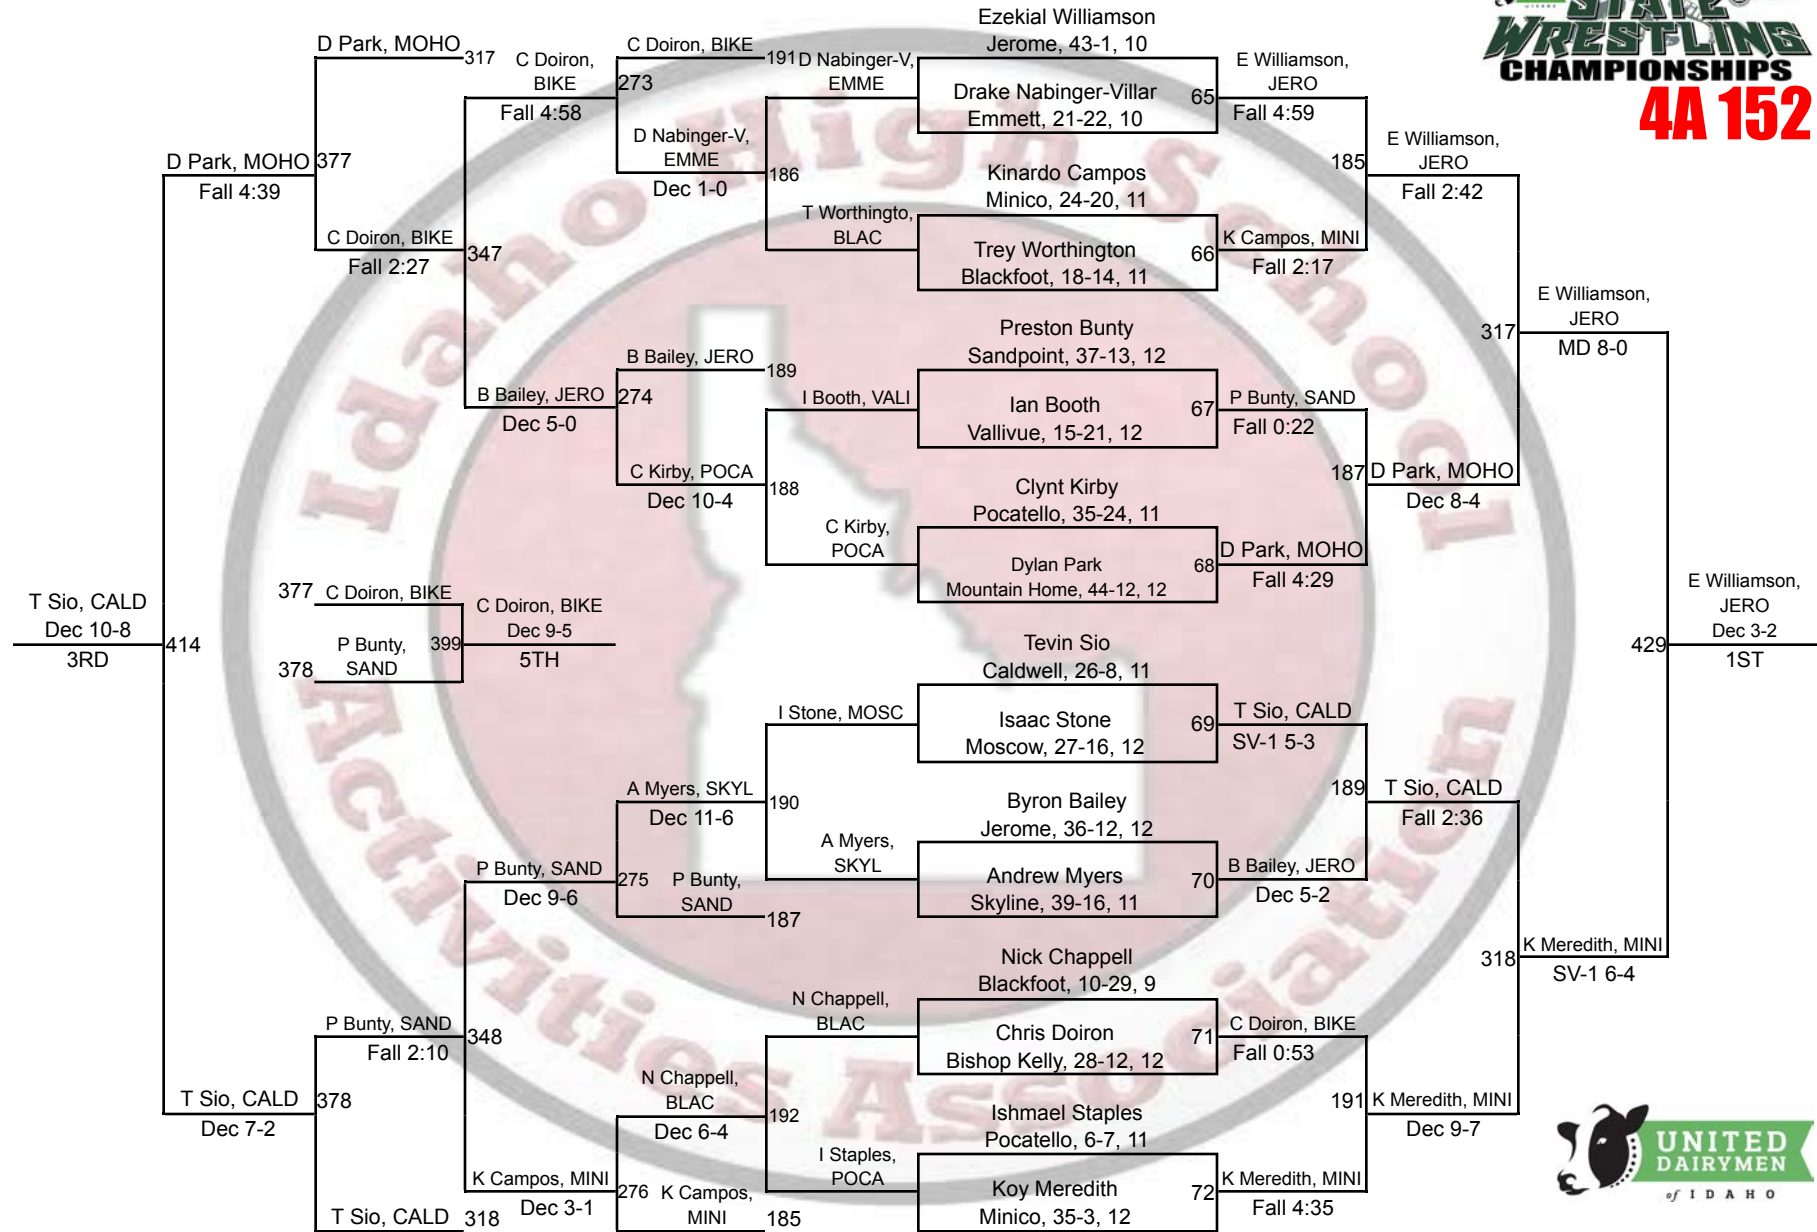 STATE
WRESTLING
CHAMPIONSHIPS
4A 152
Idaho High School
Activities Association
D Park, MOHO
317
C Doiron,
BIKE
Fall 4:58
273
C Doiron, BIKE
191
D Nabinger-V,
EMME
Dec 1-0
186
D Nabinger-V,
EMME
T Worthingto,
BLAC
D Park, MOHO
Fall 4:39
377
C Doiron, BIKE
Fall 2:27
347
B Bailey, JERO
189
B Bailey, JERO
Dec 5-0
274
I Booth, VALI
C Kirby, POCA
Dec 10-4
188
C Kirby,
POCA
T Sio, CALD
Dec 10-8
3RD
414
377
C Doiron, BIKE
P Bunty,
SAND
378
399
C Doiron, BIKE
Dec 9-5
5TH
I Stone, MOSC
A Myers, SKYL
Dec 11-6
190
A Myers,
SKYL
P Bunty, SAND
Dec 9-6
275
P Bunty,
SAND
187
N Chappell,
BLAC
P Bunty, SAND
Fall 2:10
348
N Chappell,
BLAC
Dec 6-4
192
I Staples,
POCA
T Sio, CALD
Dec 7-2
378
K Campos, MINI
Dec 3-1
276
K Campos,
MINI
185
T Sio, CALD
318
Ezekial Williamson
Jerome, 43-1, 10
Drake Nabinger-Villar
Emmett, 21-22, 10
65
Kinardo Campos
Minico, 24-20, 11
Trey Worthington
Blackfoot, 18-14, 11
66
Preston Bunty
Sandpoint, 37-13, 12
Ian Booth
Vallivue, 15-21, 12
67
Clynt Kirby
Pocatello, 35-24, 11
Dylan Park
Mountain Home, 44-12, 12
68
Tevin Sio
Caldwell, 26-8, 11
Isaac Stone
Moscow, 27-16, 12
69
Byron Bailey
Jerome, 36-12, 12
Andrew Myers
Skyline, 39-16, 11
70
Nick Chappell
Blackfoot, 10-29, 9
Chris Doiron
Bishop Kelly, 28-12, 12
71
Ishmael Staples
Pocatello, 6-7, 11
Koy Meredith
Minico, 35-3, 12
72
E Williamson,
JERO
Fall 4:59
185
K Campos, MINI
Fall 2:17
P Bunty, SAND
Fall 0:22
187
D Park, MOHO
Fall 4:29
T Sio, CALD
SV-1 5-3
189
B Bailey, JERO
Dec 5-2
C Doiron, BIKE
Fall 0:53
191
K Meredith, MINI
Fall 4:35
E Williamson,
JERO
Fall 2:42
317
D Park, MOHO
Dec 8-4
T Sio, CALD
Fall 2:36
318
K Meredith, MINI
Dec 9-7
E Williamson,
JERO
MD 8-0
429
K Meredith, MINI
SV-1 6-4
E Williamson,
JERO
Dec 3-2
1ST
UNITED
DAIRYMEN
of IDAHO